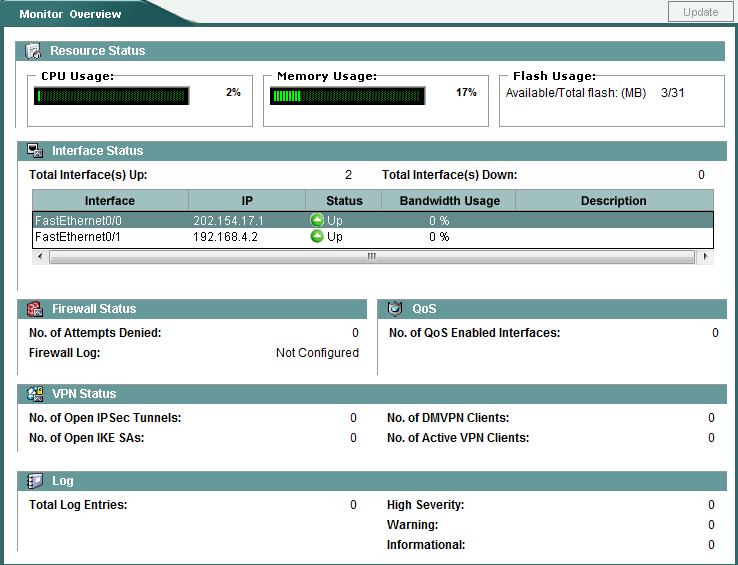 Monitor Overview
Update
Resource Status
CPU Usage:
2%
Memory Usage:
17%
Flash Usage:
Available/Total flash: (MB) 3/31
Interface Status
Total Interface(s) Up: 2 Total Interface(s) Down: 0
Interface IP Status Bandwidth Usage Description
FastEthernet0/0 202.154.17.1 Up 0 %
FastEthernet0/1 192.168.4.2 Up 0 %
Firewall Status
No. of Attempts Denied: 0
Firewall Log: Not Configured
QoS
No. of QoS Enabled Interfaces: 0
VPN Status
No. of Open IPSec Tunnels: 0 No. of DMVPN Clients: 0
No. of Open IKE SAs: 0 No. of Active VPN Clients: 0
Log
Total Log Entries: 0 High Severity: 0
Warning: 0
Informational: 0